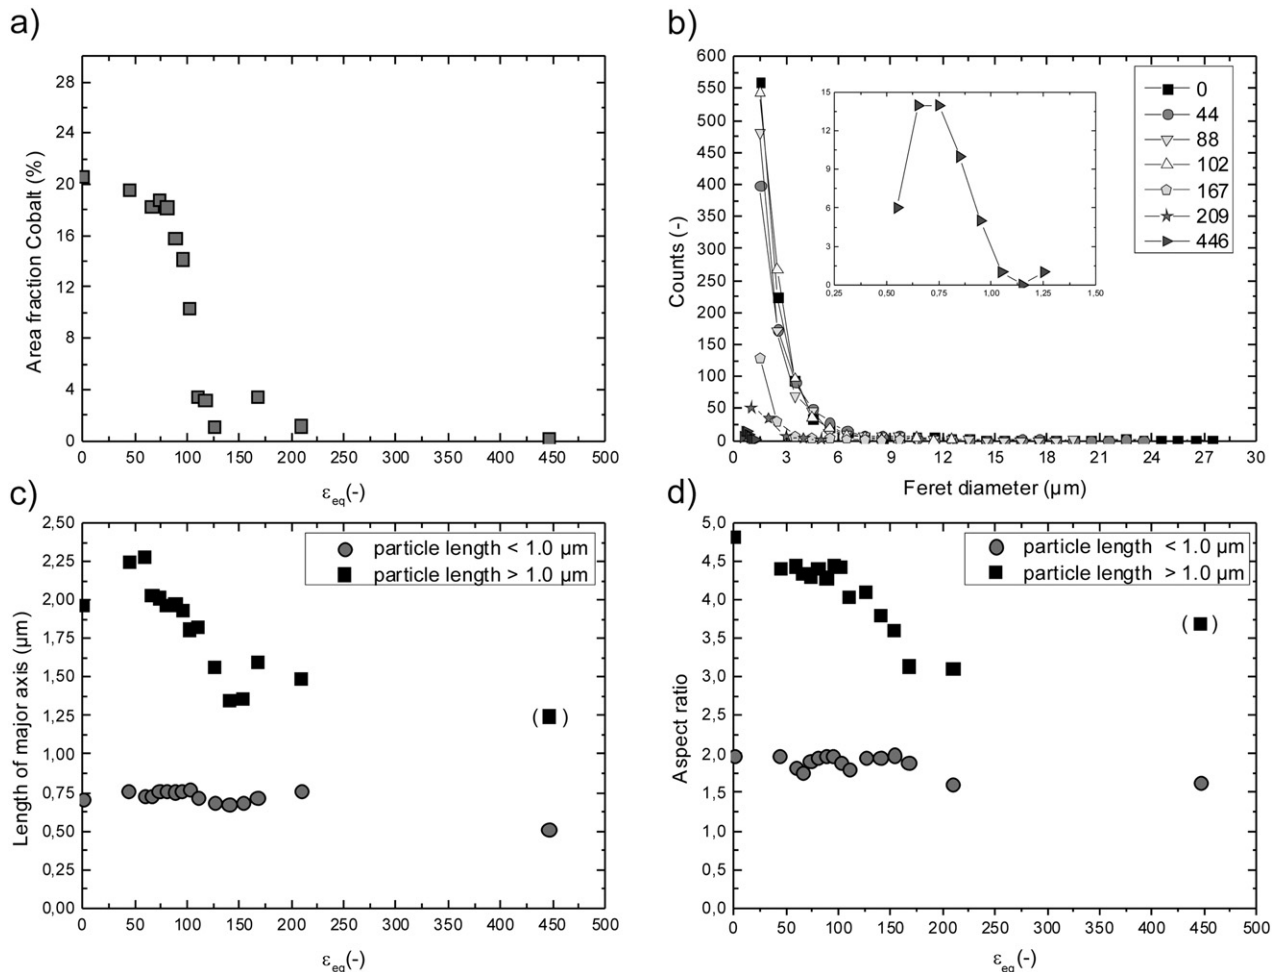 a)
28
24
20
16
12
8
4
0
Area fraction Cobalt (%)
0 50 100 150 200 250 300 350 400 450 500
εeq(-)
b)
600
550
500
450
400
350
300
250
200
150
100
50
0
Counts (-)
15
12
9
6
3
0
0,25 0,50 0,75 1,00 1,25 1,50
0
44
88
102
167
209
446
0 3 6 9 12 15 18 21 24 27 30
Feret diameter (µm)
c)
2,50
2,25
2,00
1,75
1,50
1,25
1,00
0,75
0,50
0,25
0,00
Length of major axis (µm)
particle length < 1.0 µm
particle length > 1.0 µm
( )
0 50 100 150 200 250 300 350 400 450 500
εeq(-)
d)
5,0
4,5
4,0
3,5
3,0
2,5
2,0
1,5
1,0
0,5
0,0
Aspect ratio
particle length < 1.0 µm
particle length > 1.0 µm
( )
0 50 100 150 200 250 300 350 400 450 500
εeq(-)